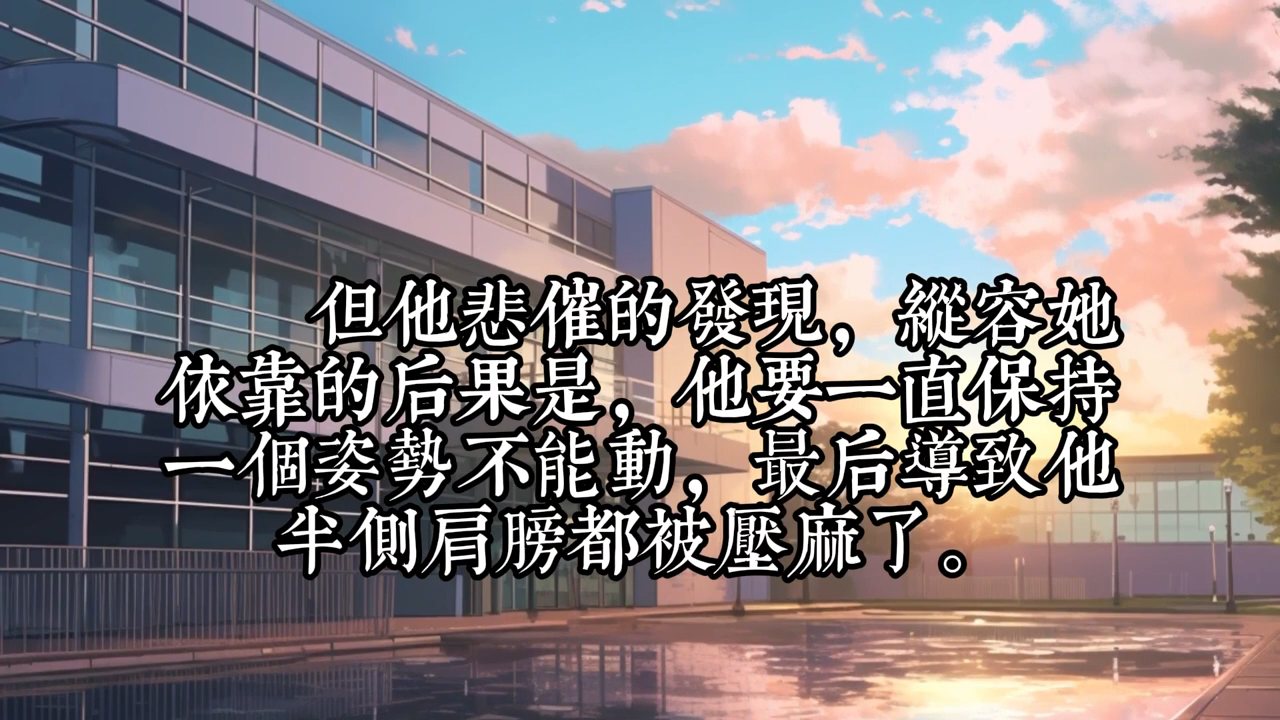 但他悲催的發現，縱容她
依靠的后果是，他要一直保持
一個姿勢不能動，最后導致他
半側肩膀都被壓麻了。